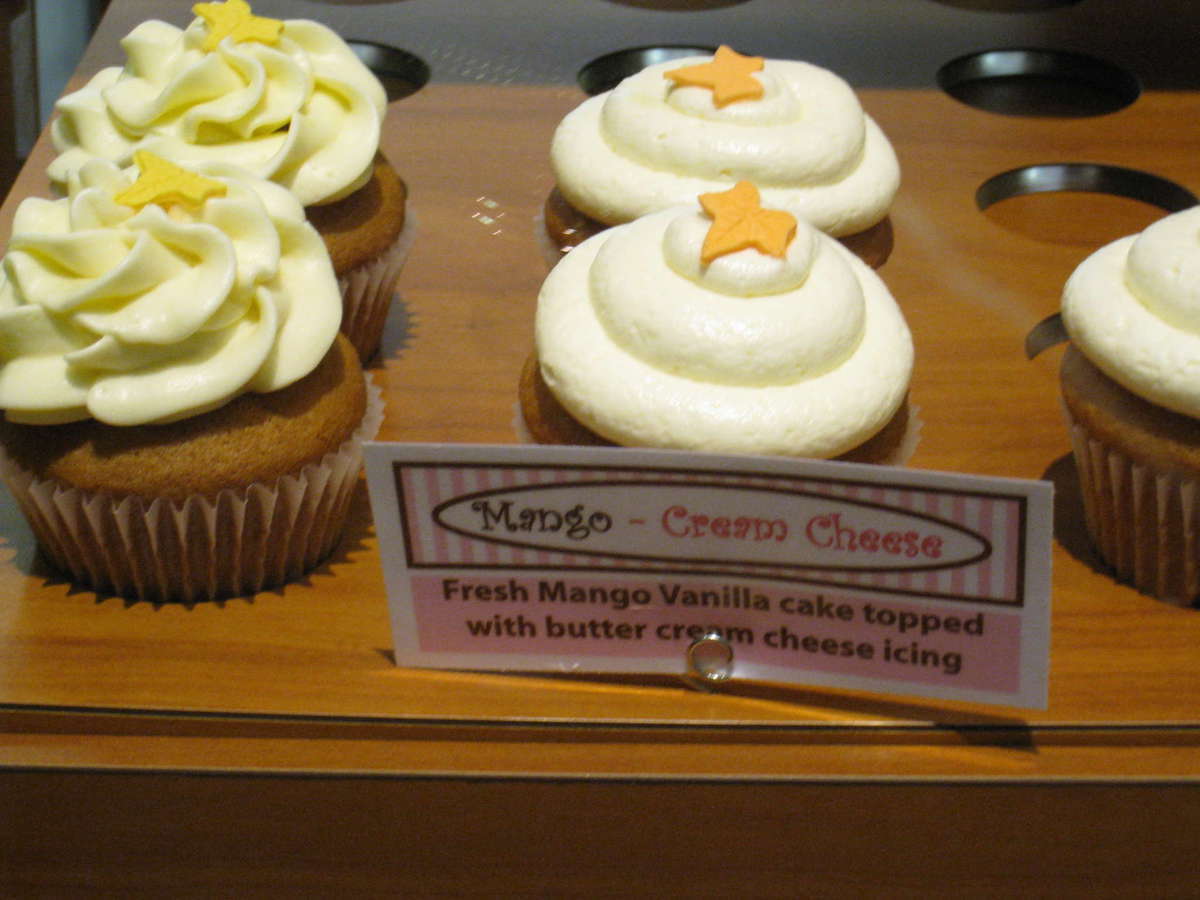 Mango - Cream Cheese
Fresh Mango Vanilla cake topped
with butter cream cheese icing